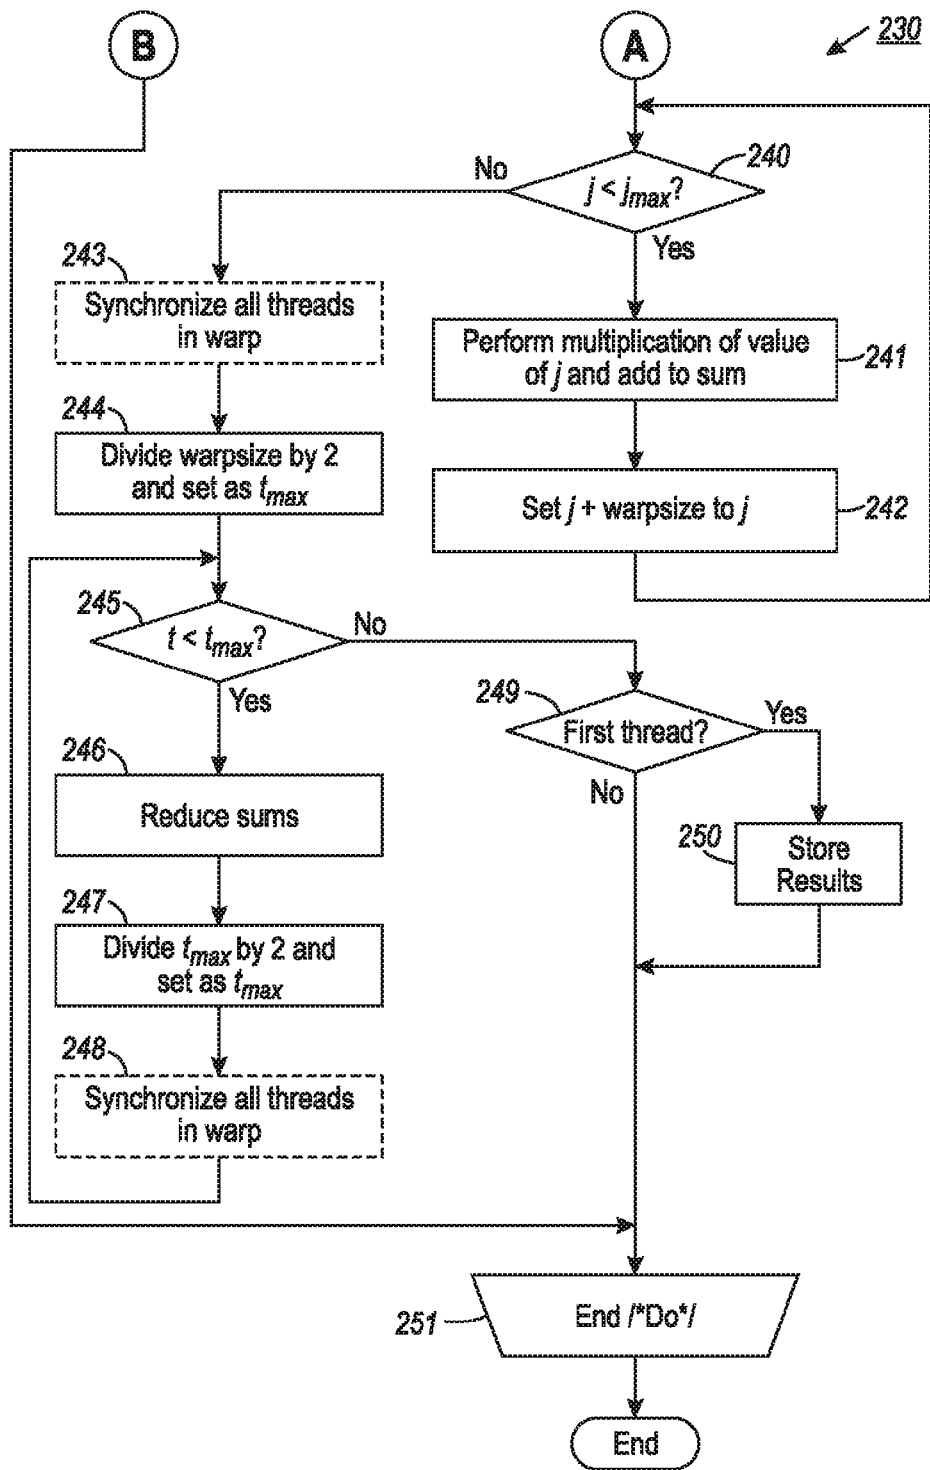 B
A
230
240
j < jmax?
No
Yes
243
Synchronize all threads
in warp
Perform multiplication of value
of j and add to sum
241
244
Divide warpsize by 2
and set as tmax
Set j + warpsize to j
242
245
t < tmax?
No
Yes
249
First thread?
Yes
No
246
Reduce sums
250
Store
Results
247
Divide tmax by 2 and
set as tmax
248
Synchronize all threads
in warp
251
End /*Do*/
End